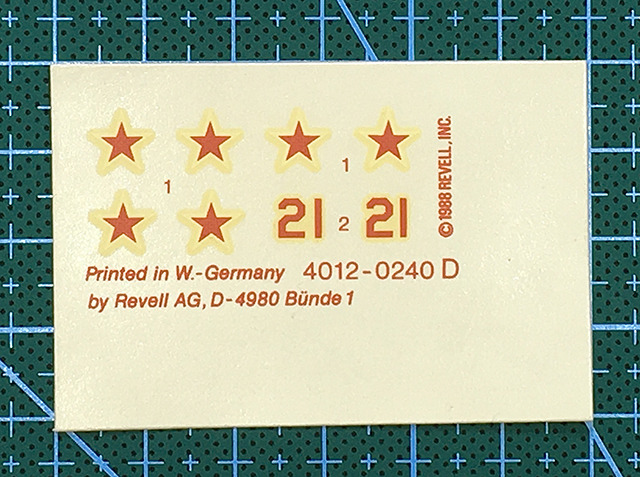 1
1
21 2 21
© 1988 REVELL, INC.
Printed in W.-Germany 4012-0240 D
by Revell AG, D-4980 Bünde 1